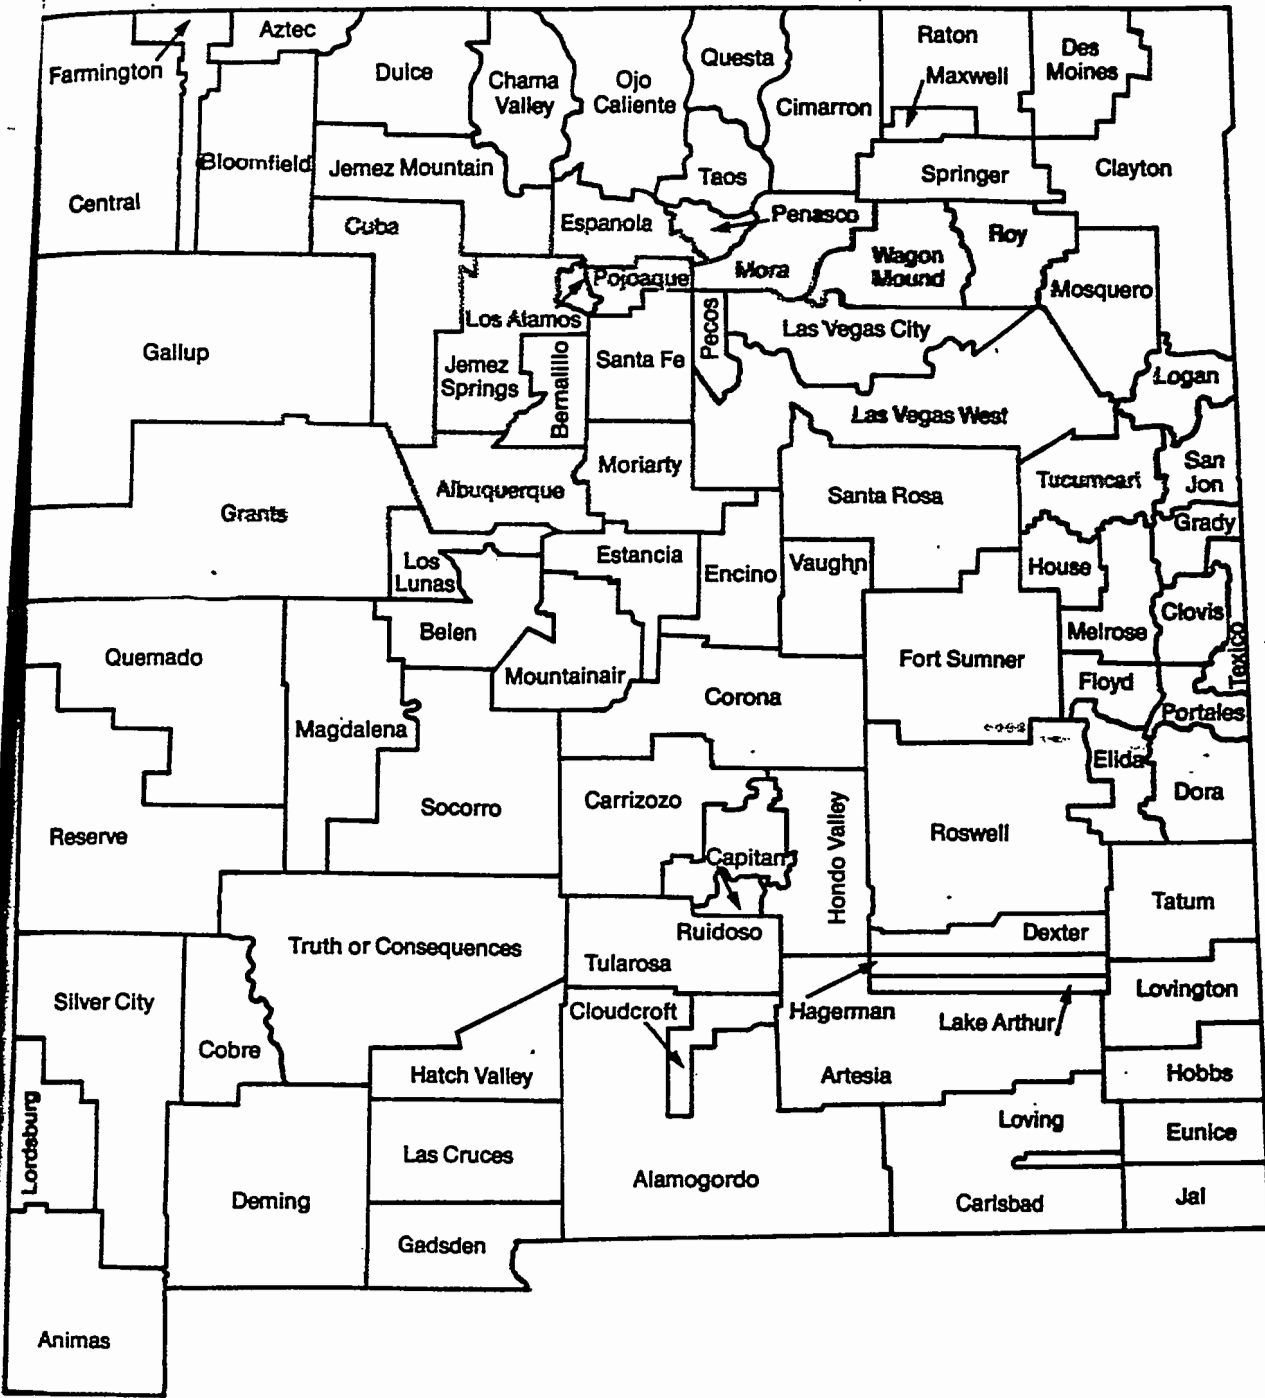 Aztec
Farmington
Dulce
Chama
Valley
Ojo
Caliente
Questa
Cimarron
Raton
Maxwell
Des
Moines
Bloomfield
Jemez Mountain
Central
Taos
Springer
Clayton
Cuba
Espanola
Penasco
Roy
Pojoaque
Mora
Wagon
Mound
Mosquero
Los Alamos
Gallup
Jemez
Springs
Bernalillo
Santa Fe
Pecos
Las Vegas City
Logan
Las Vegas West
Albuquerque
Moriarty
Santa Rosa
Tucumcari
San
Jon
Grants
Grady
Los
Lunas
Estancia
Encino
Vaughn
House
Clovis
Belen
Melrose
Texico
Quemado
Mountainair
Fort Sumner
Floyd
Corona
Portales
Magdalena
Elida
Socorro
Carrizozo
Dora
Reserve
Hondo Valley
Roswell
Capitan
Tatum
Truth or Consequences
Ruidoso
Dexter
Tularosa
Silver City
Cloudcroft
Hagerman
Lake Arthur
Lovington
Cobre
Hatch Valley
Artesia
Hobbs
Lordsburg
Loving
Eunice
Las Cruces
Alamogordo
Deming
Carlsbad
Jal
Gadsden
Animas